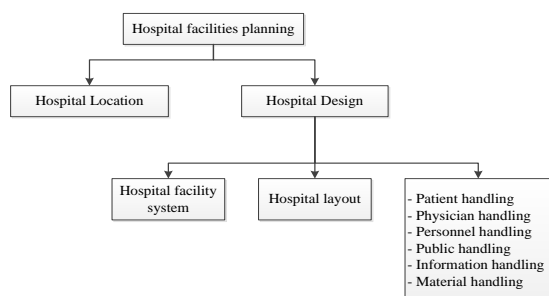 Hospital facilities planning
Hospital Location
Hospital Design
Hospital facility
system
Hospital layout
- Patient handling
- Physician handling
- Personnel handling
- Public handling
- Information handling
- Material handling